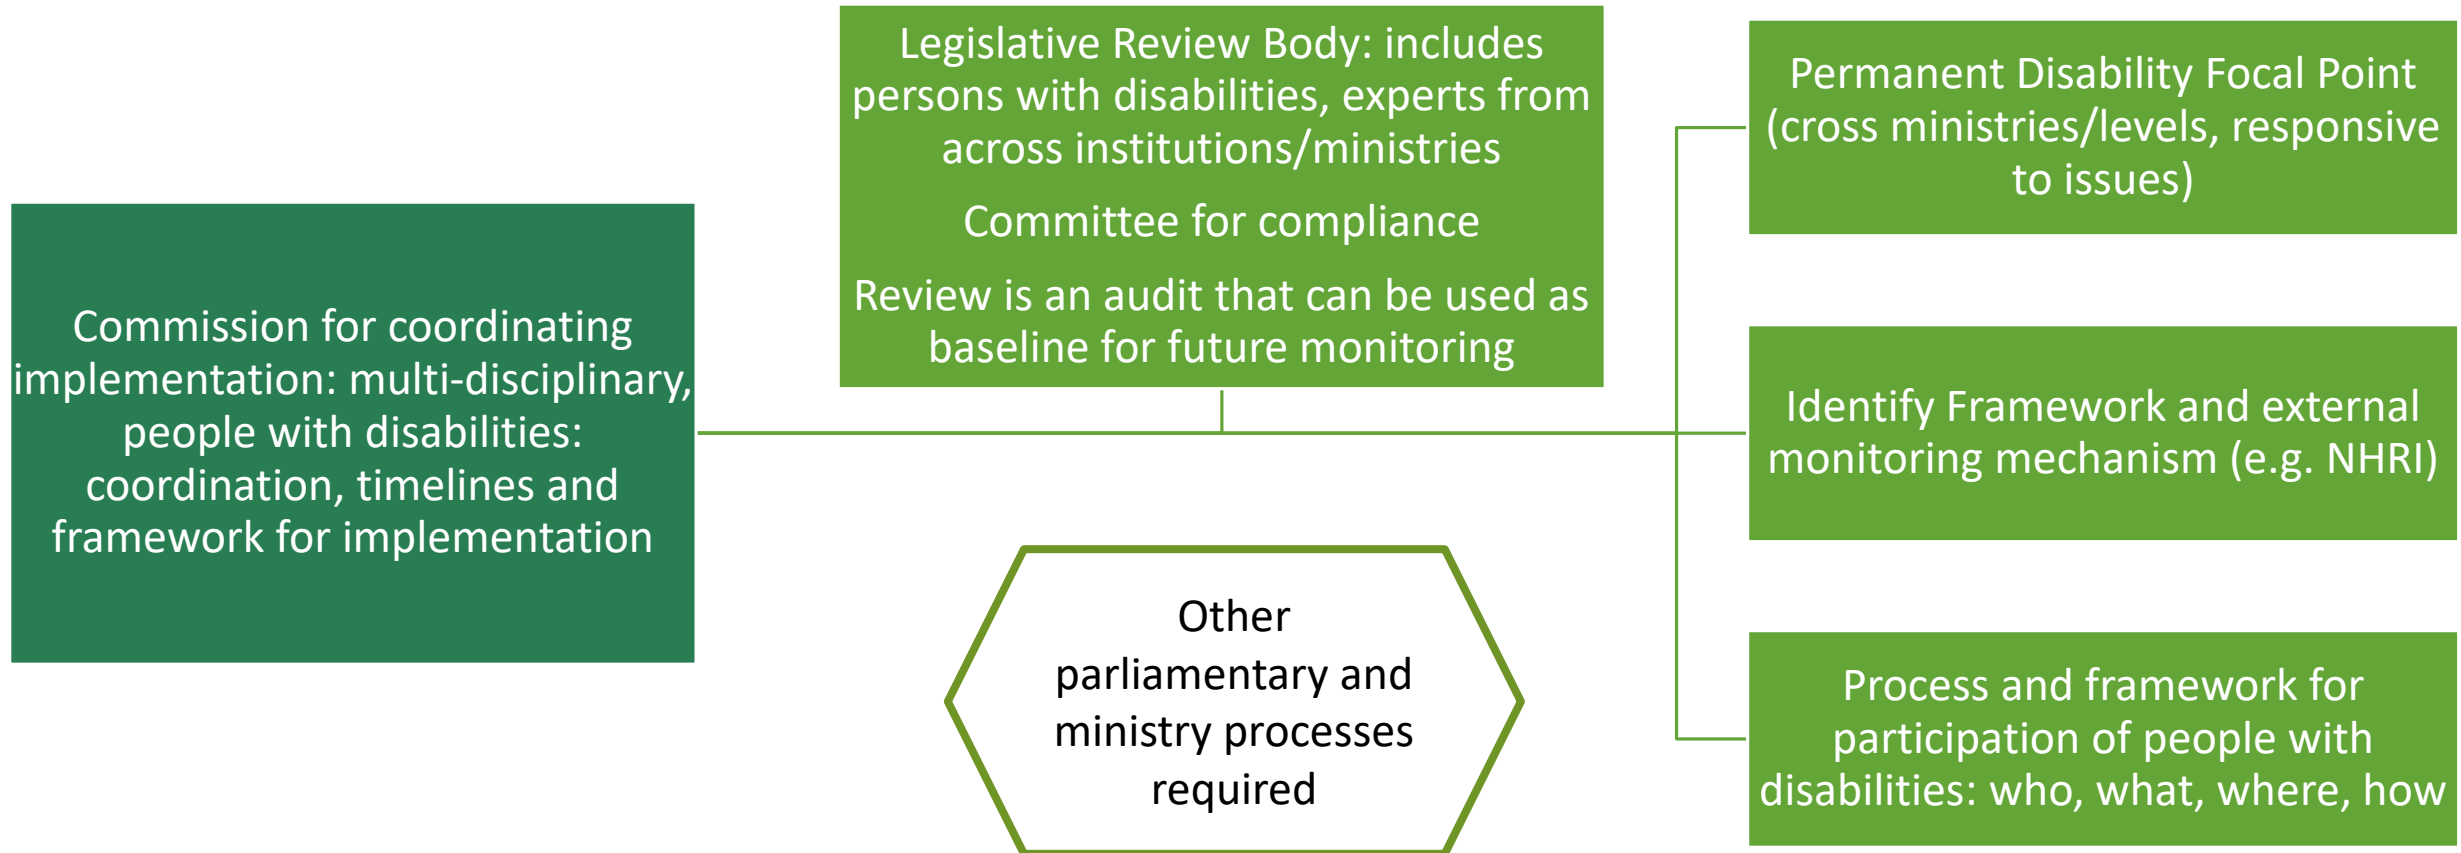 Commission for coordinating
implementation: multi-disciplinary,
people with disabilities:
coordination, timelines and
framework for implementation
Legislative Review Body: includes
persons with disabilities, experts from
across institutions/ministries
Committee for compliance
Review is an audit that can be used as
baseline for future monitoring
Other
parliamentary and
ministry processes
required
Permanent Disability Focal Point
(cross ministries/levels, responsive
to issues)
Identify Framework and external
monitoring mechanism (e.g. NHRI)
Process and framework for
participation of people with
disabilities: who, what, where, how